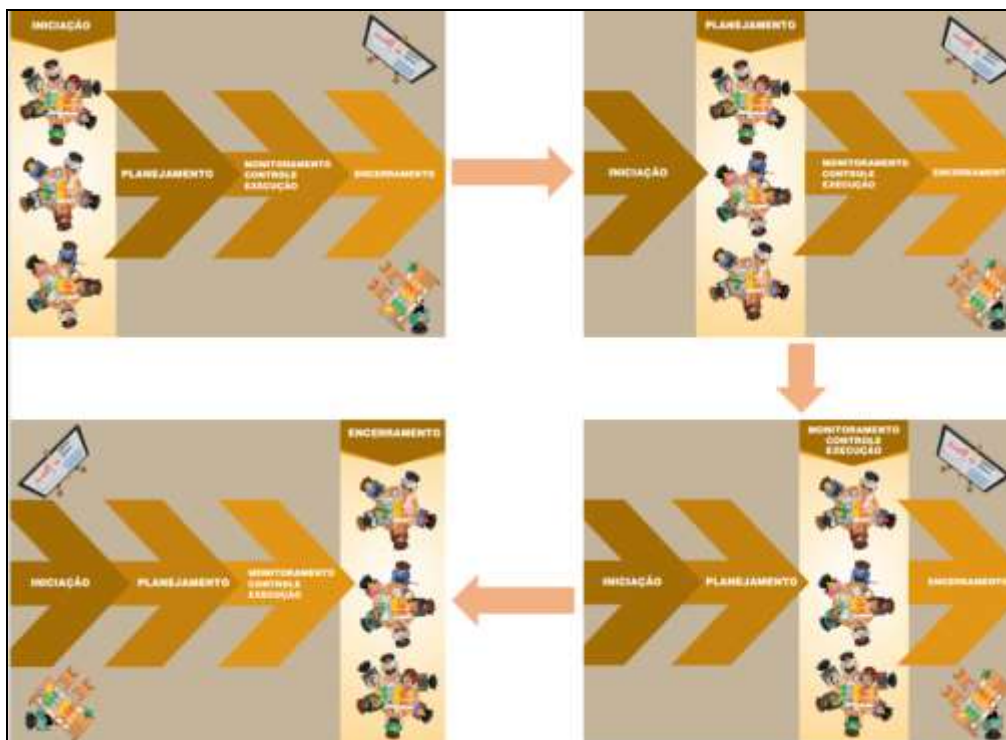 INICIAÇÃO
PLANEJAMENTO
MONITORAMENTO
CONTROLE
EXECUÇÃO
ENCERRAMENTO
PLANEJAMENTO
INICIAÇÃO
MONITORAMENTO
CONTROLE
EXECUÇÃO
ENCERRAMENTO
ENCERRAMENTO
INICIAÇÃO
PLANEJAMENTO
MONITORAMENTO
CONTROLE
EXECUÇÃO
MONITORAMENTO
CONTROLE
EXECUÇÃO
INICIAÇÃO
PLANEJAMENTO
ENCERRAMENTO